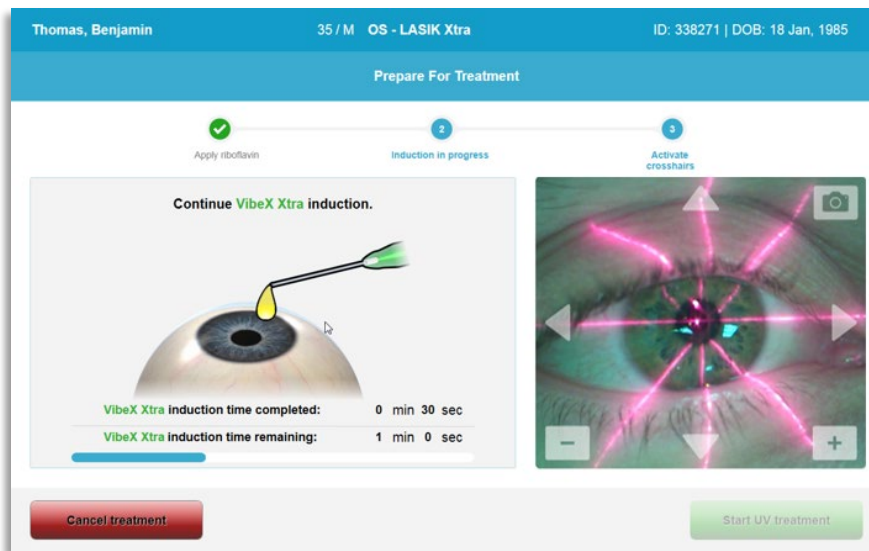 Thomas, Benjamin 35 / M OS - LASIK Xtra ID: 338271 | DOB: 18 Jan, 1985
Prepare For Treatment
2 3
Apply riboflavin Induction in progress Activate
crosshairs
Continue VibeX Xtra induction.
VibeX Xtra induction time completed: 0 min 30 sec
VibeX Xtra induction time remaining: 1 min 0 sec
− +
Cancel treatment Start UV treatment